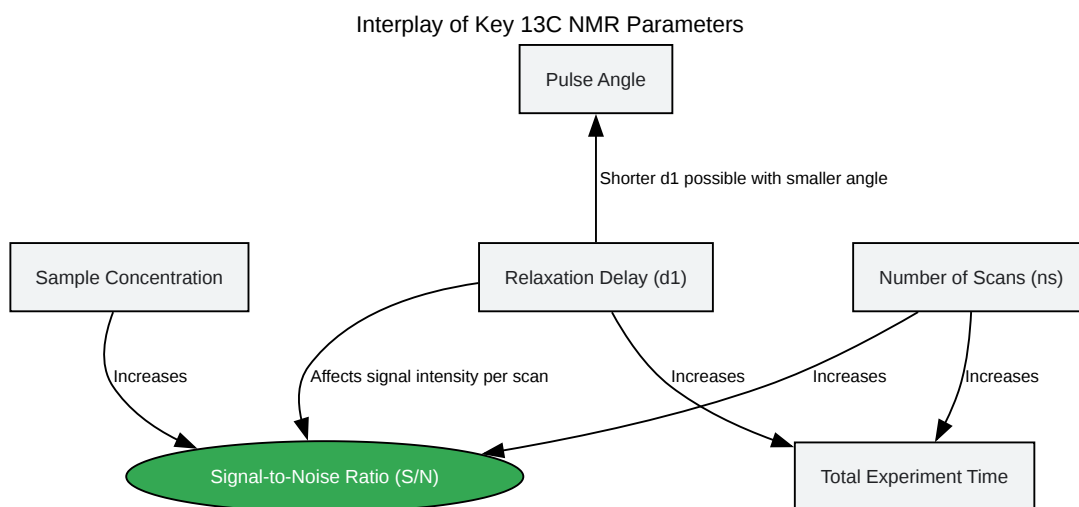 Interplay of Key 13C NMR Parameters
Pulse Angle
Shorter d1 possible with smaller angle
Sample Concentration
Relaxation Delay (d1)
Number of Scans (ns)
Increases
Affects signal intensity per scan
Increases
Increases
Increases
Signal-to-Noise Ratio (S/N)
Total Experiment Time